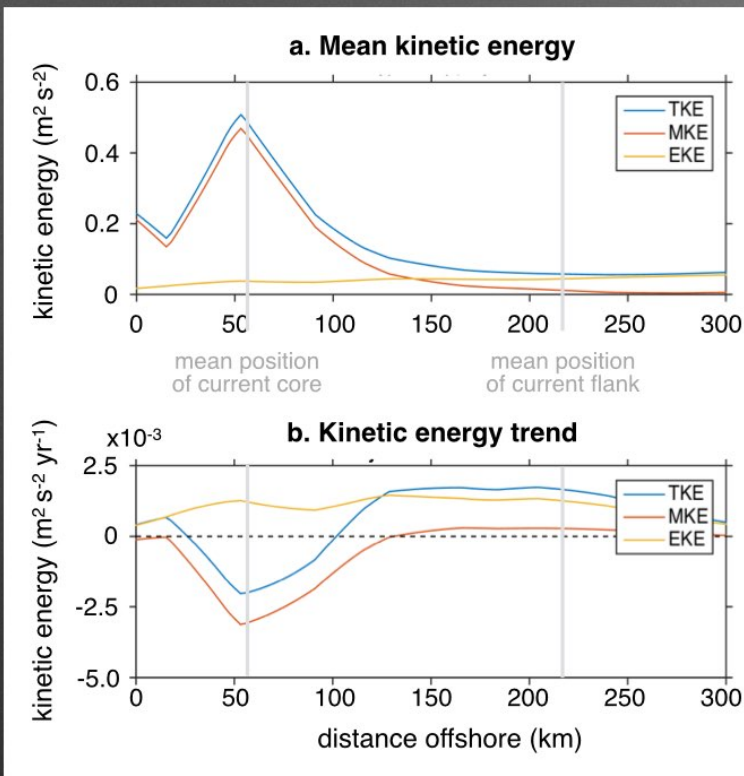 a. Mean kinetic energy
kinetic energy (m² s⁻²)
0.6
0.4
0.2
0
TKE
MKE
EKE
0 50 100 150 200 250 300
mean position
of current core
mean position
of current flank
b. Kinetic energy trend
x10⁻³
kinetic energy (m² s⁻² yr⁻¹)
2.5
0
-2.5
-5.0
TKE
MKE
EKE
0 50 100 150 200 250 300
distance offshore (km)